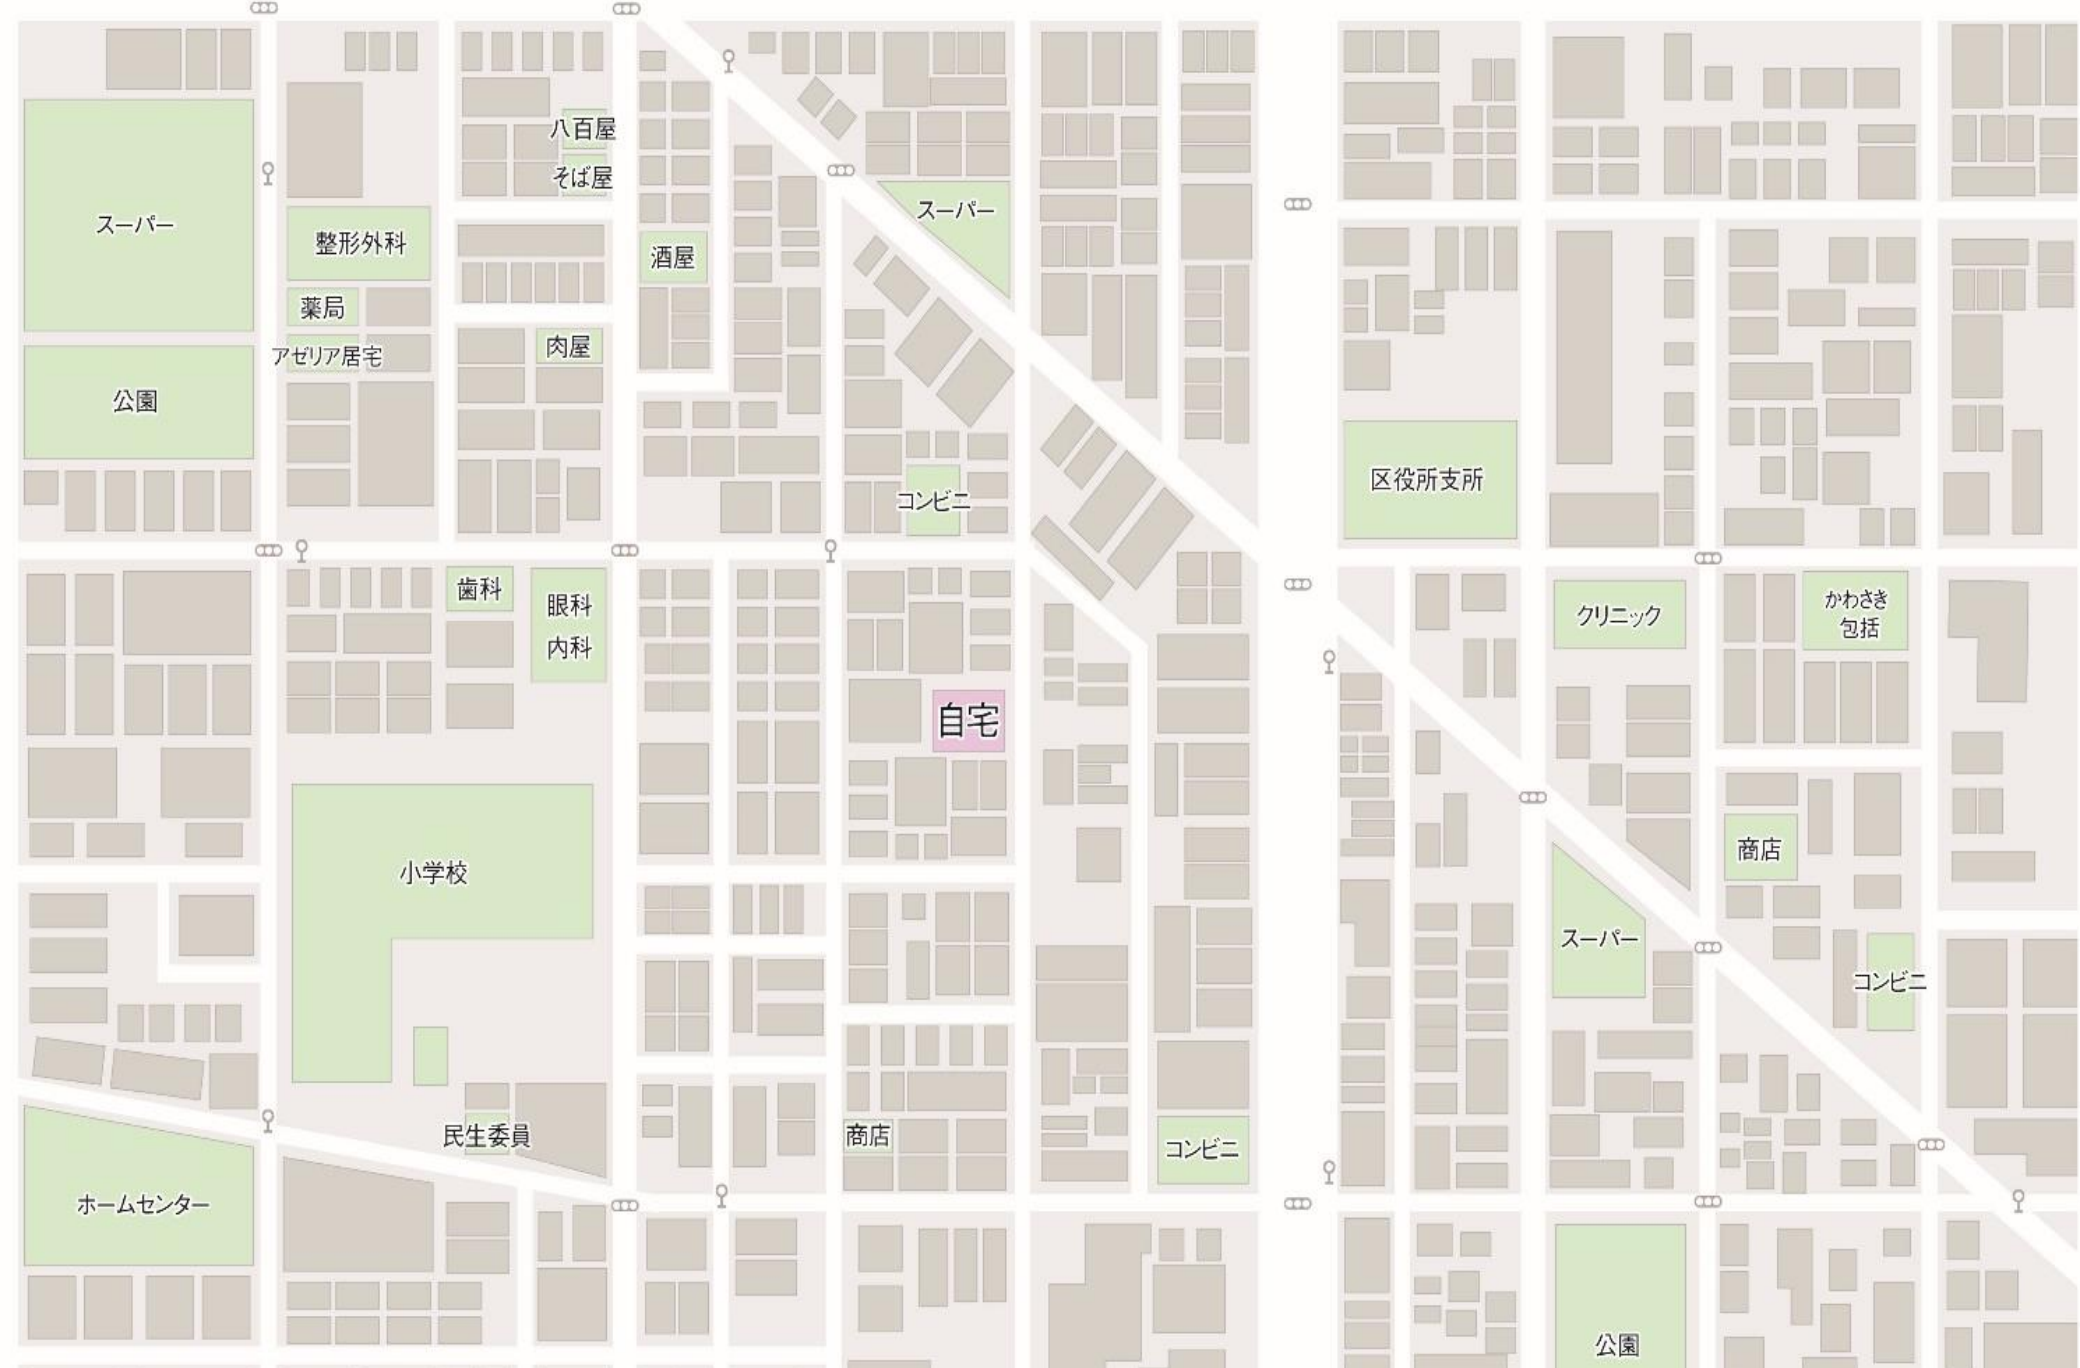 八百屋
そば屋
スーパー
スーパー
整形外科
酒屋
薬局
アゼリア居宅
肉屋
公園
区役所支所
コンビニ
歯科
眼科
内科
クリニック
かわさき
包括
自宅
商店
小学校
スーパー
コンビニ
民生委員
商店
コンビニ
ホームセンター
公園